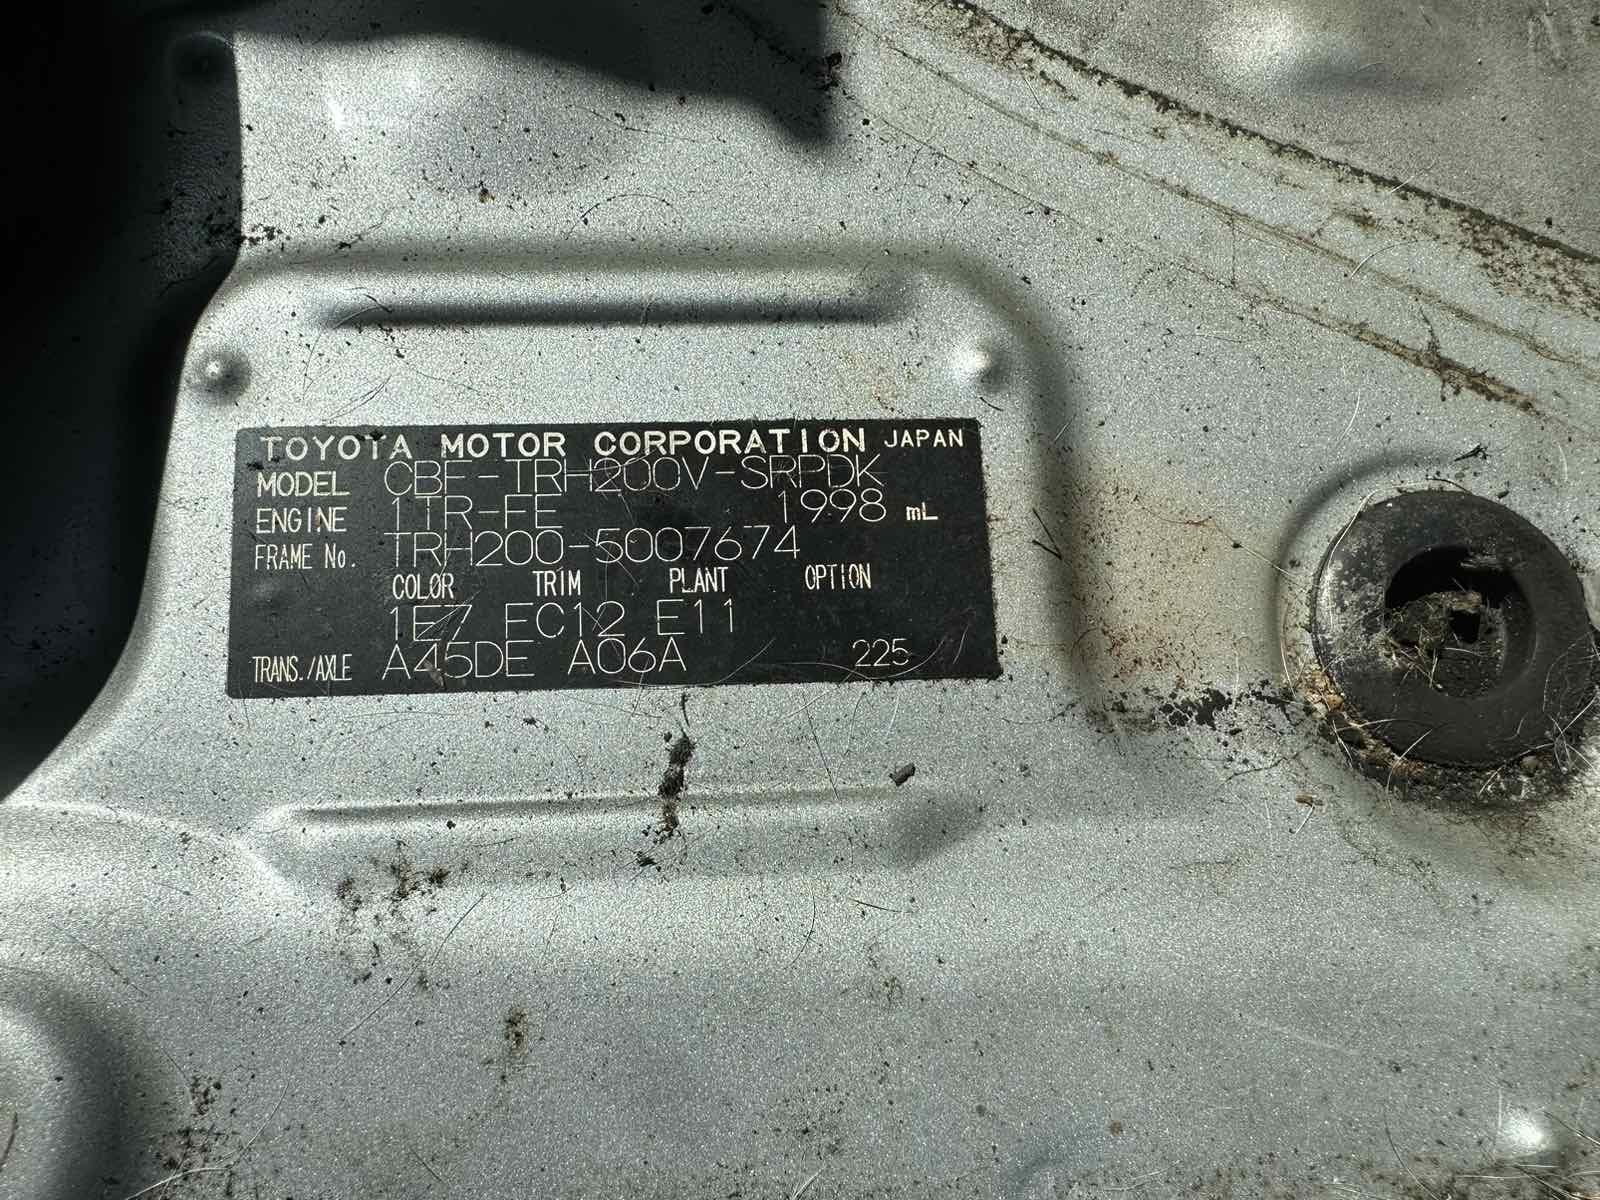 TOYOTA MOTOR CORPORATION JAPAN
MODEL CBF-TRH200V-SRPDK
ENGINE 1TR-FE 1998 mL
FRAME No. TRH200-5007674
COLOR TRIM PLANT OPTION
1E7 FC12 E11
TRANS./AXLE A45DE A06A 225